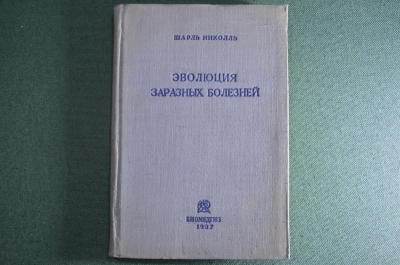 ШАРЛЬ НИКОЛЛЬ
ЭВОЛЮЦИЯ
ЗАРАЗНЫХ БОЛЕЗНЕЙ
БИОМЕДГИЗ
1937